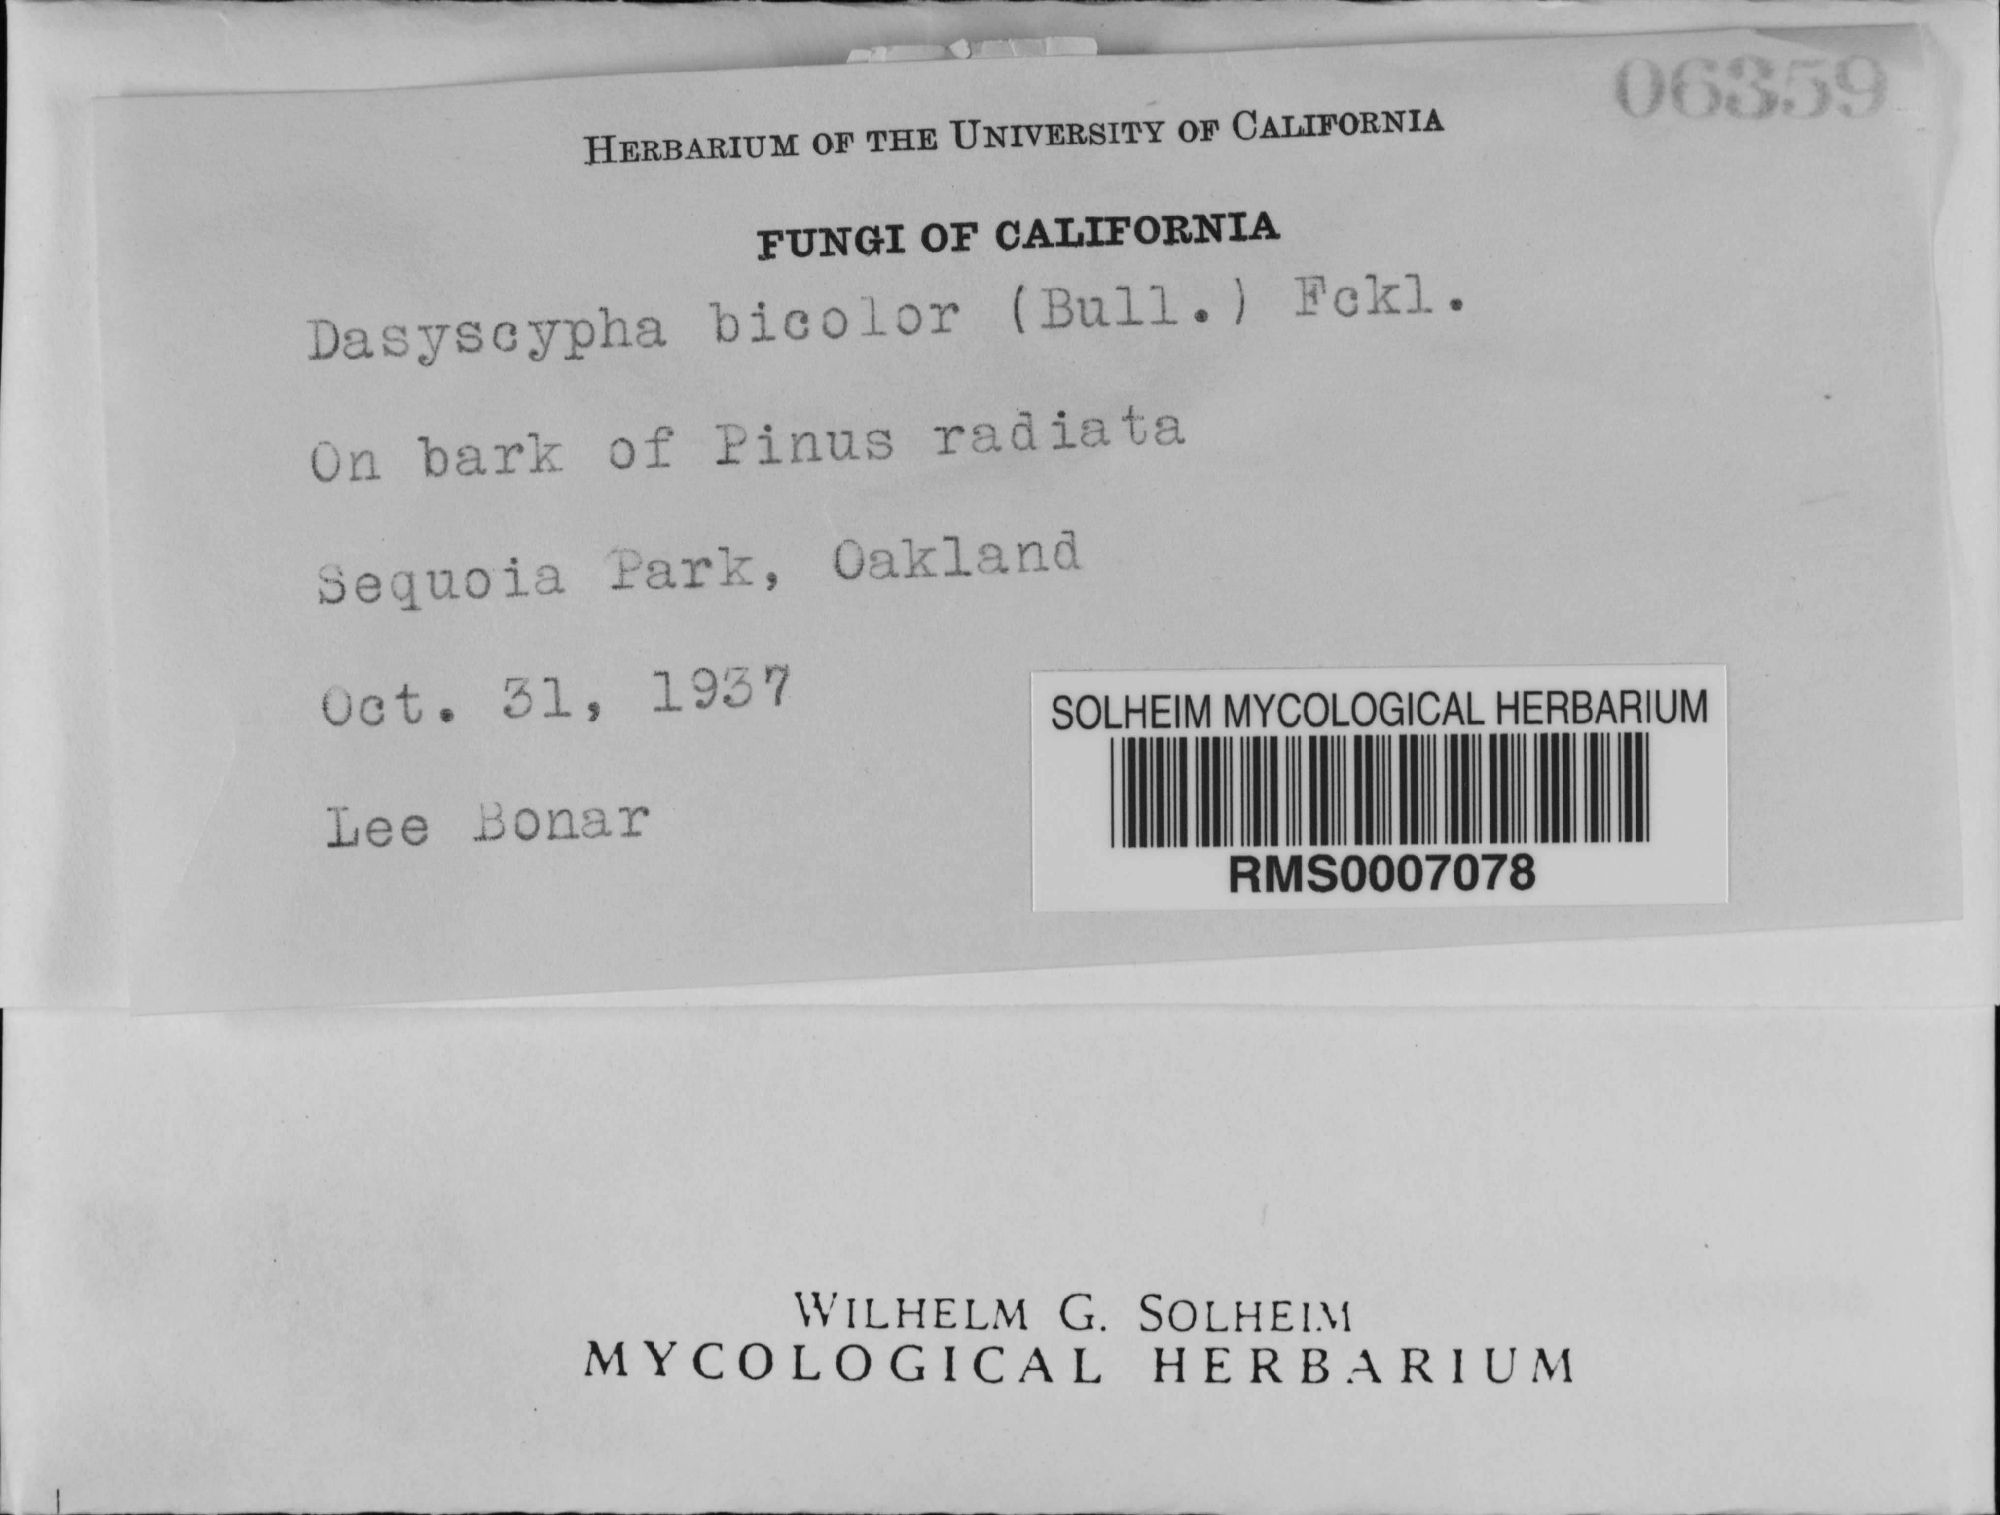 06359
HERBARIUM OF THE UNIVERSITY OF CALIFORNIA
FUNGI OF CALIFORNIA
Dasyscypha bicolor (Bull.) Fckl.
On bark of Pinus radiata
Sequoia Park, Oakland
Oct. 31, 1937
Lee Bonar
SOLHEIM MYCOLOGICAL HERBARIUM
RMS0007078
WILHELM G. SOLHEIM
MYCOLOGICAL HERBARIUM